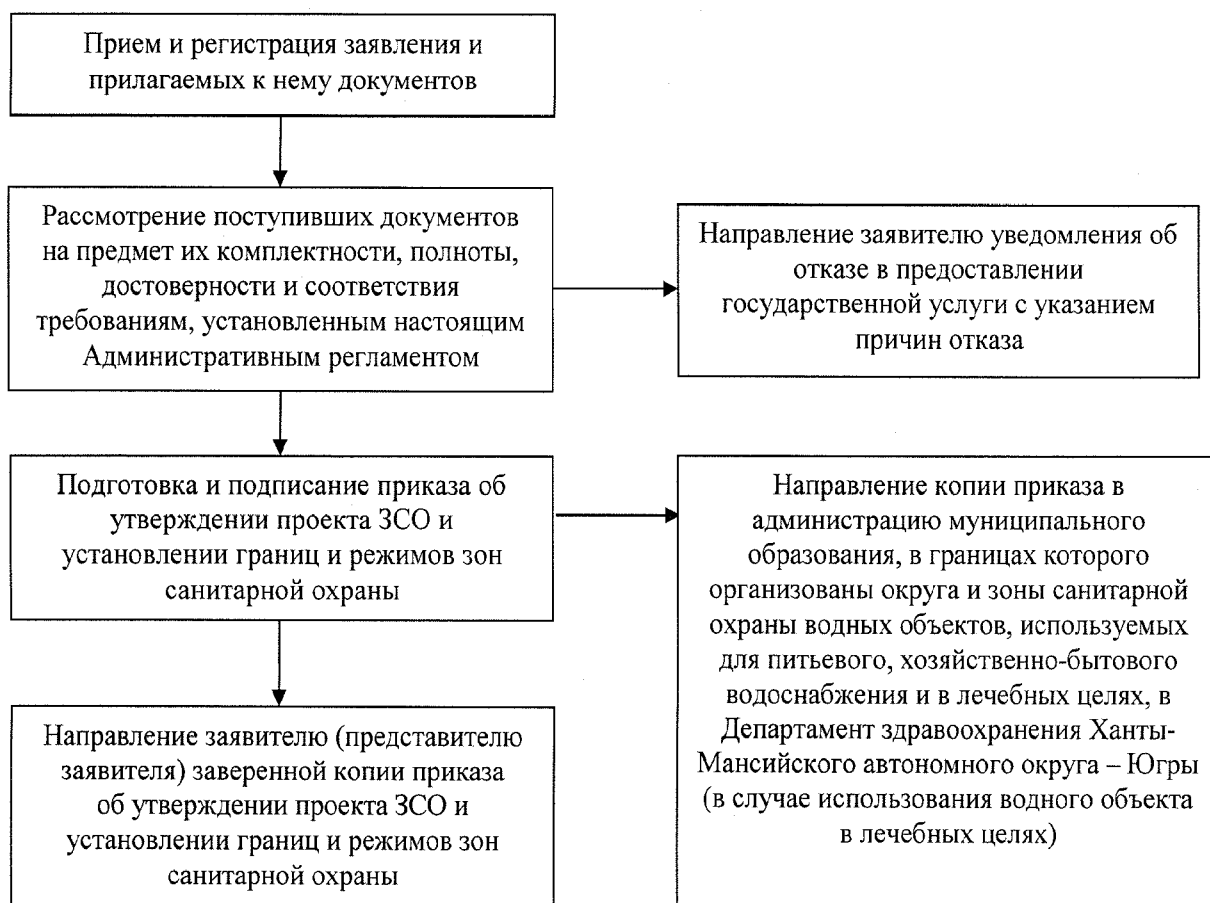 Прием и регистрация заявления и
прилагаемых к нему документов
Рассмотрение поступивших документов
на предмет их комплектности, полноты,
достоверности и соответствия
требованиям, установленным настоящим
Административным регламентом
Направление заявителю уведомления об
отказе в предоставлении
государственной услуги с указанием
причин отказа
Подготовка и подписание приказа об
утверждении проекта ЗСО и
установлении границ и режимов зон
санитарной охраны
Направление копии приказа в
администрацию муниципального
образования, в границах которого
организованы округа и зоны санитарной
охраны водных объектов, используемых
для питьевого, хозяйственно-бытового
водоснабжения и в лечебных целях, в
Департамент здравоохранения Ханты-
Мансийского автономного округа – Югры
(в случае использования водного объекта
в лечебных целях)
Направление заявителю (представителю
заявителя) заверенной копии приказа
об утверждении проекта ЗСО и
установлении границ и режимов зон
санитарной охраны